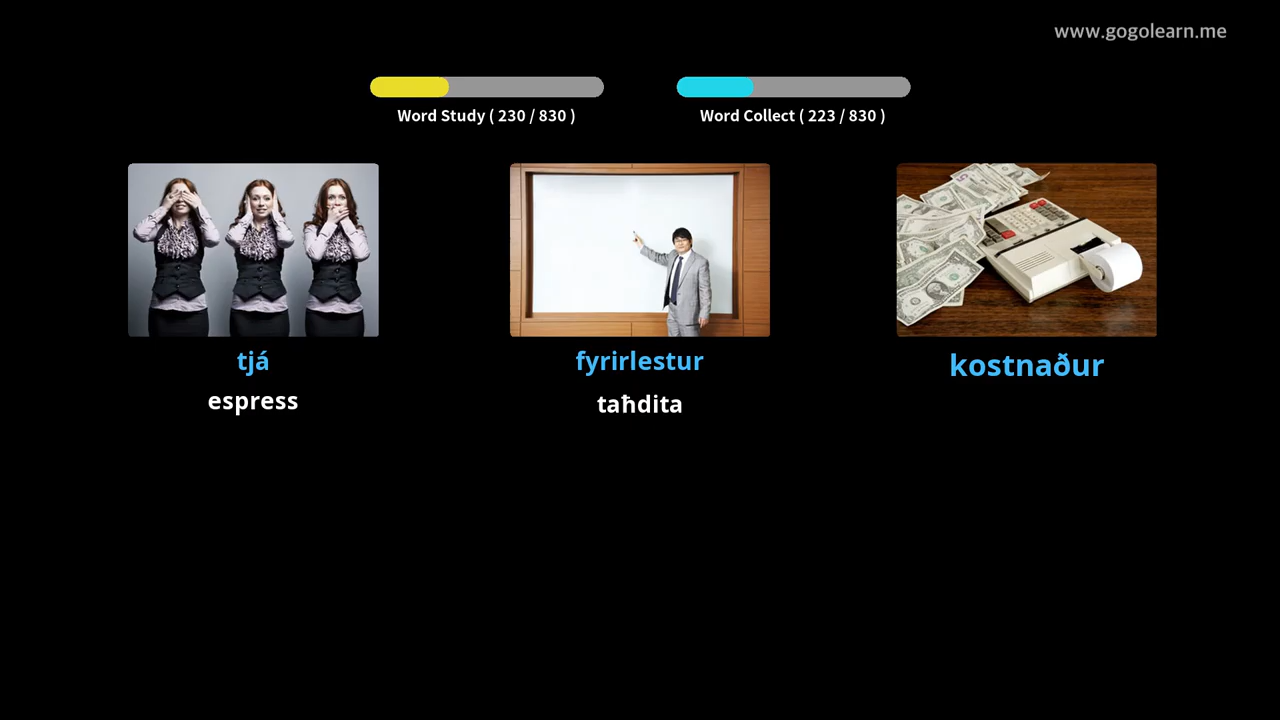 www.gogolearn.me
Word Study ( 230 / 830 )
Word Collect ( 223 / 830 )
tjá
espress
fyrirlestur
taħdita
kostnaður